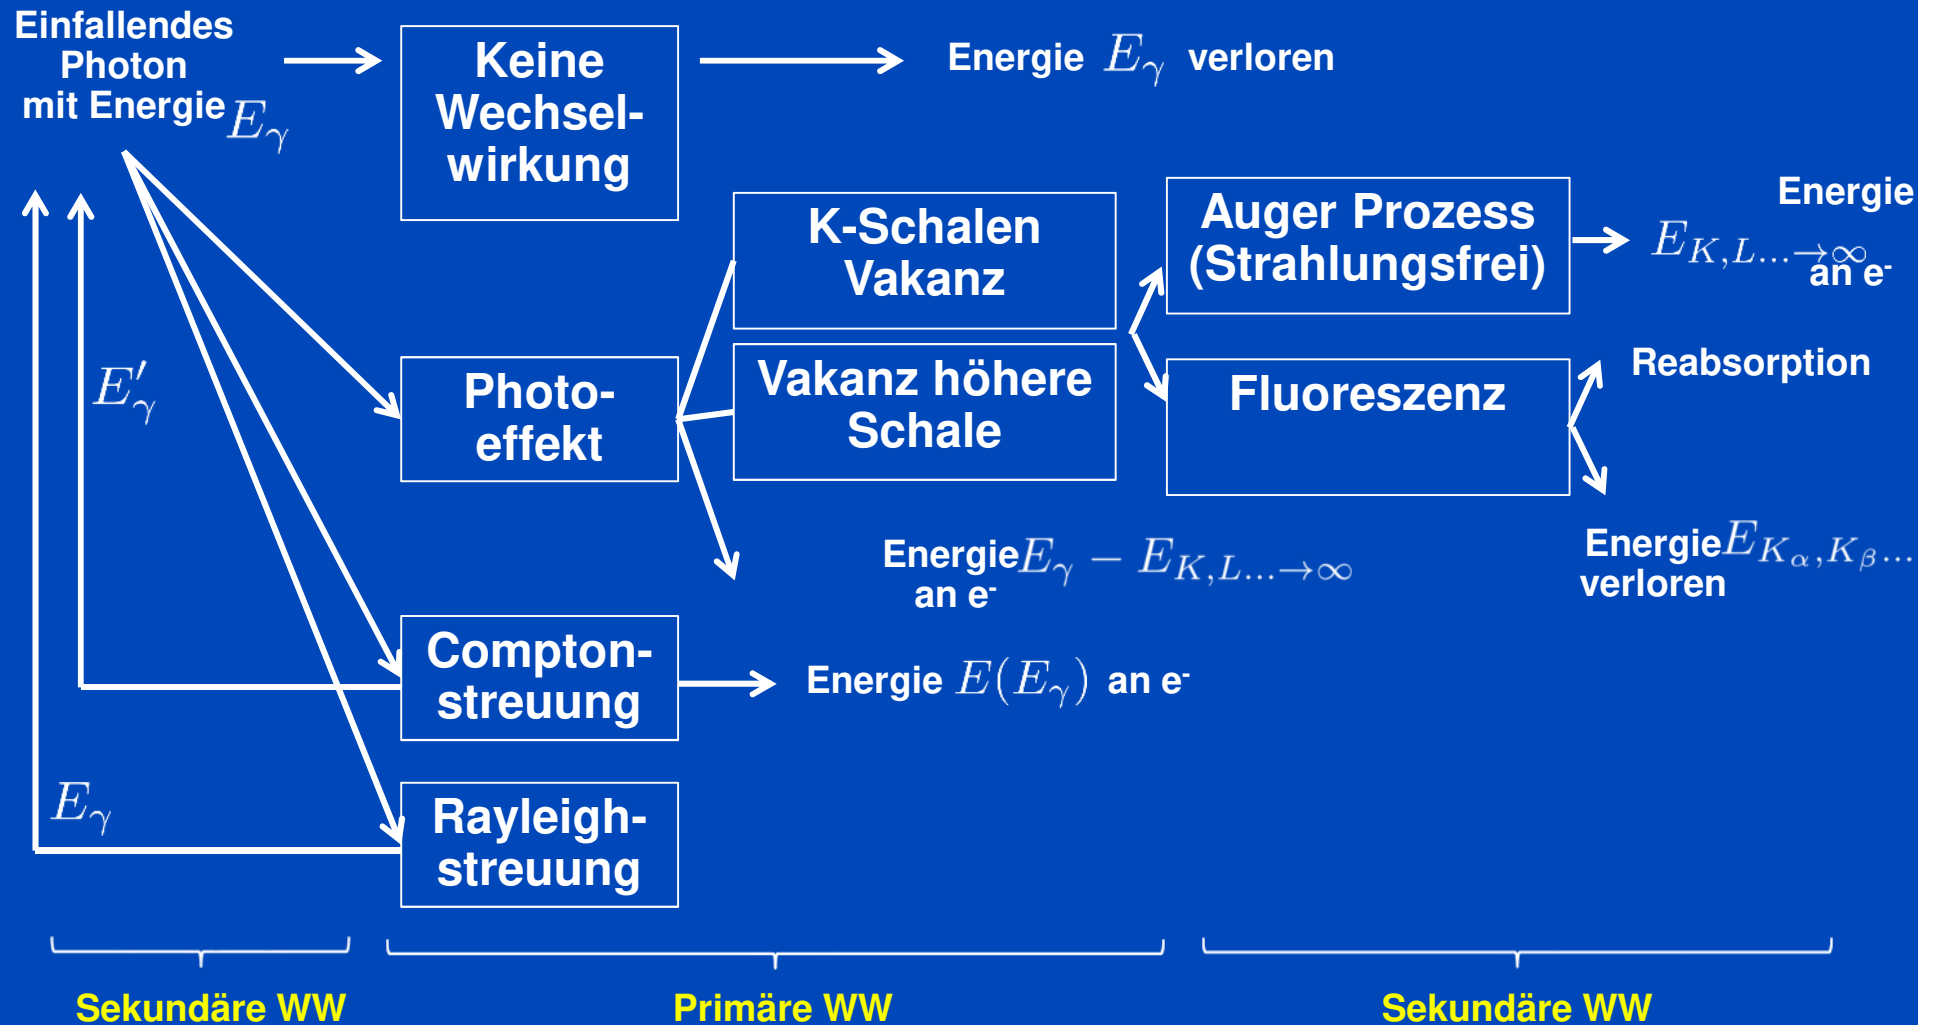 Einfallendes
Photon
mit Energie E_γ
Keine
Wechsel-
wirkung
Energie E_γ verloren
K-Schalen
Vakanz
Auger Prozess
(Strahlungsfrei)
Energie
E_{K,L...→∞}
an e⁻
E'_γ
Photo-
effekt
Vakanz höhere
Schale
Fluoreszenz
Reabsorption
Energie E_γ − E_{K,L...→∞}
an e⁻
Energie E_{K_α,K_β...}
verloren
Compton-
streuung
Energie E(E_γ) an e⁻
E_γ
Rayleigh-
streuung
Sekundäre WW
Primäre WW
Sekundäre WW